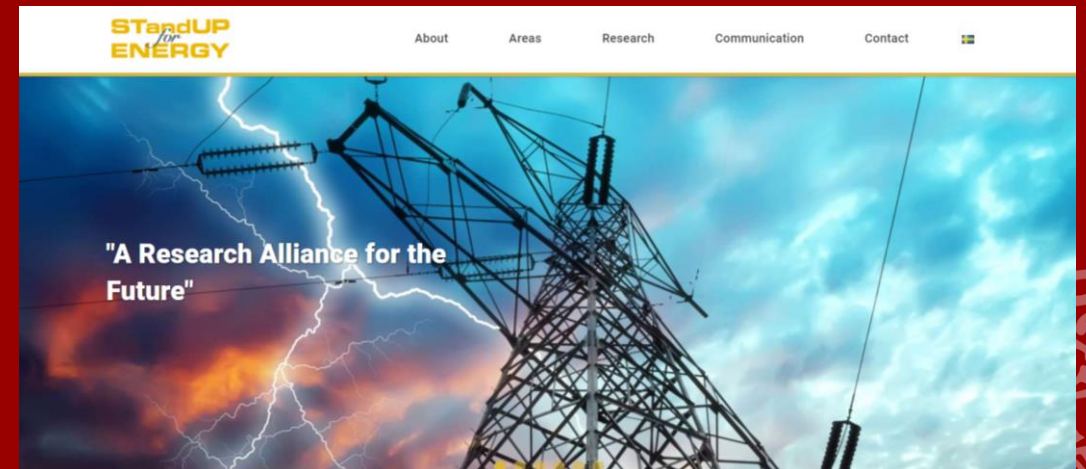 STandUP
for
ENERGY
About Areas Research Communication Contact
"A Research Alliance for the
Future"